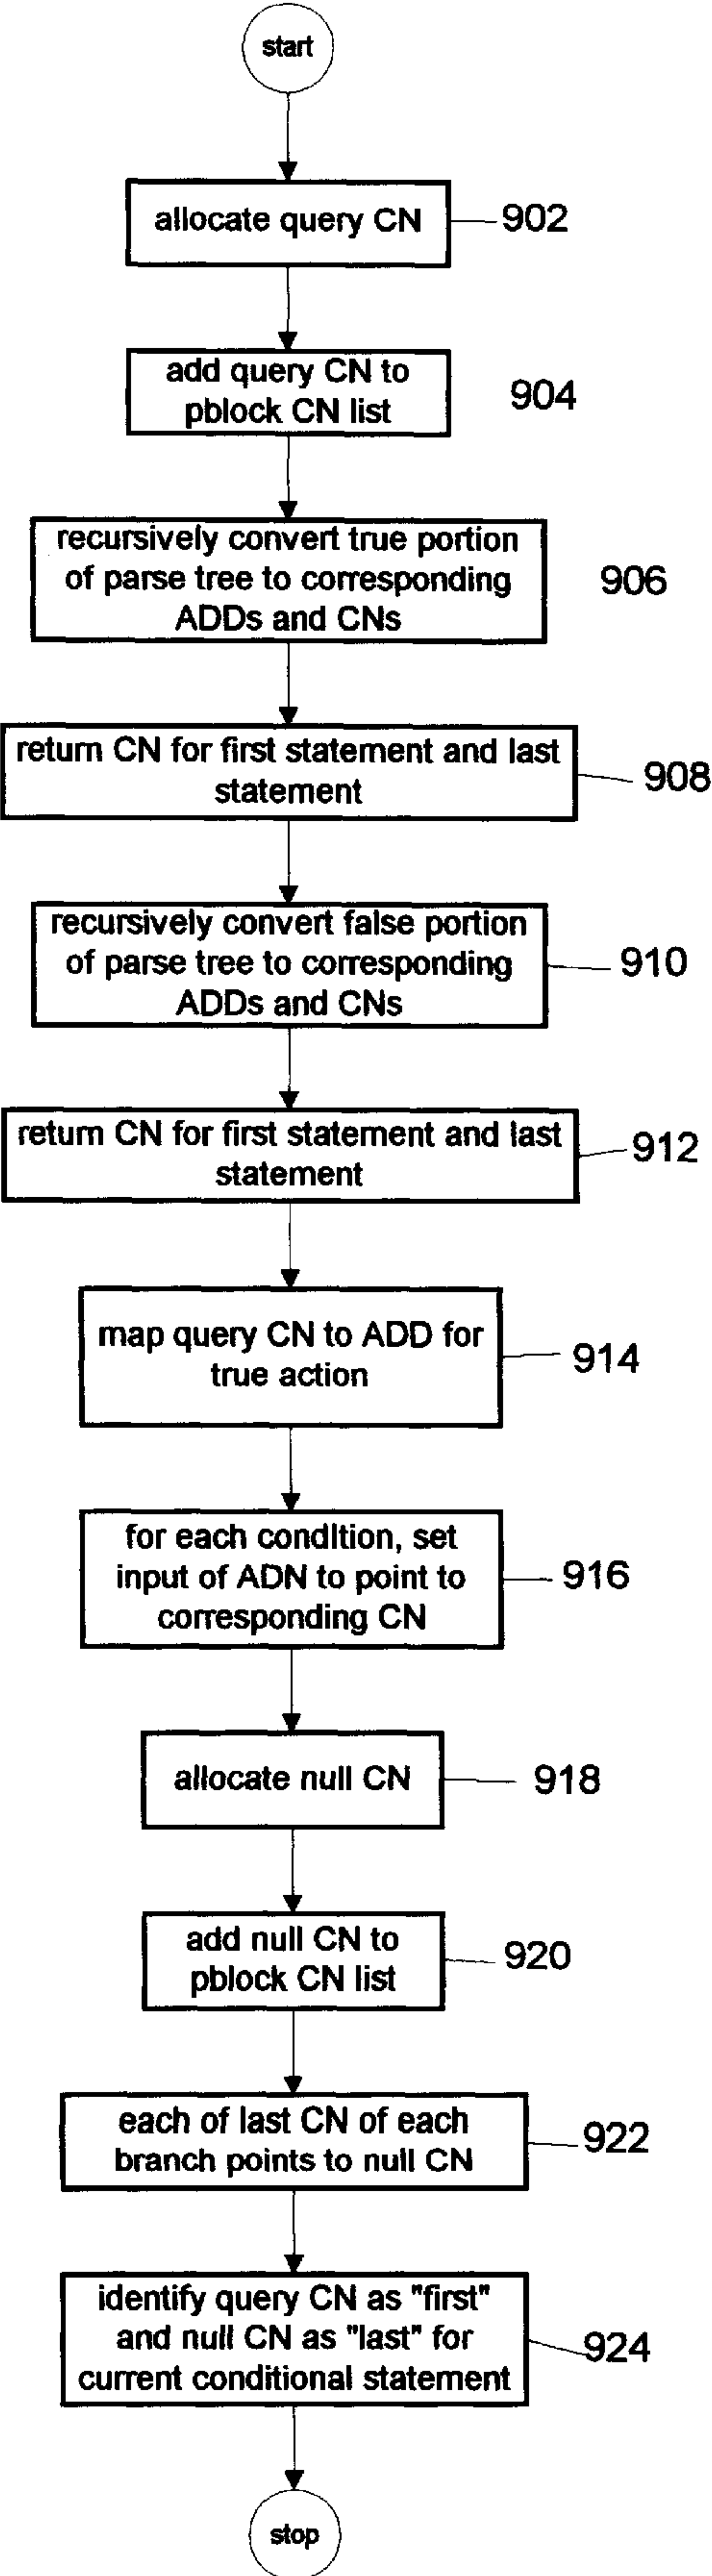 start
allocate query CN
902
add query CN to
pblock CN list
904
recursively convert true portion
of parse tree to corresponding
ADDs and CNs
906
return CN for first statement and last
statement
908
recursively convert false portion
of parse tree to corresponding
ADDs and CNs
910
return CN for first statement and last
statement
912
map query CN to ADD for
true action
914
for each condItion, set
input of ADN to point to
corresponding CN
916
allocate null CN
918
add null CN to
pblock CN list
920
each of last CN of each
branch points to null CN
922
identify query CN as "first"
and null CN as "last" for
current conditional statement
924
stop